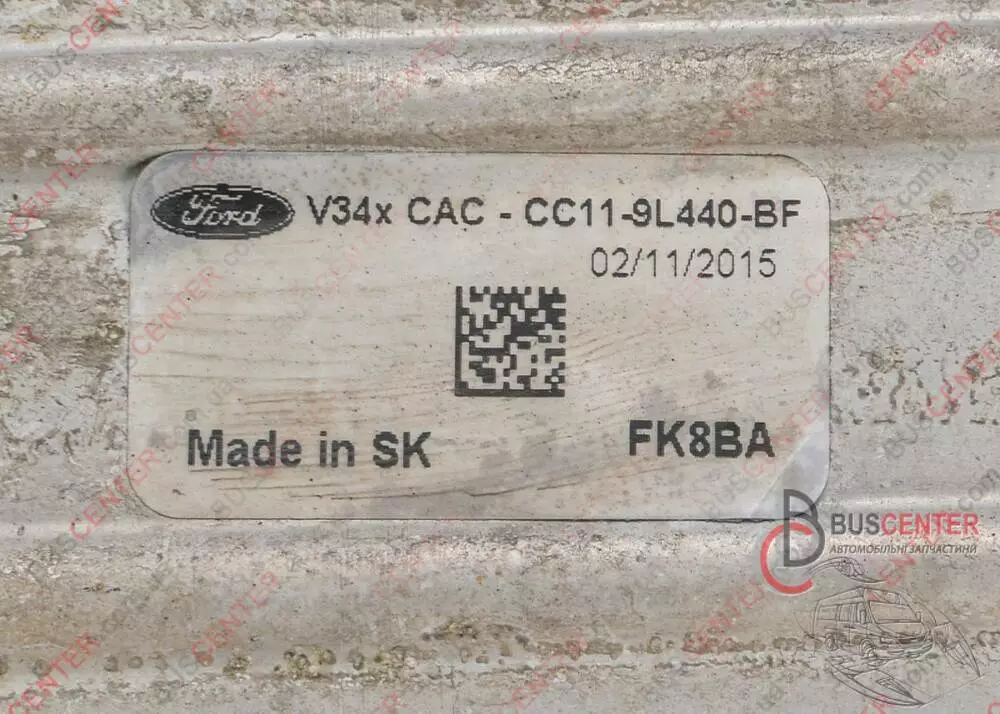 Ford V34x CAC - CC11-9L440-BF
02/11/2015
Made in SK FK8BA
BUSCENTER
АВТОМОБІЛЬНІ ЗАПЧАСТИНИ